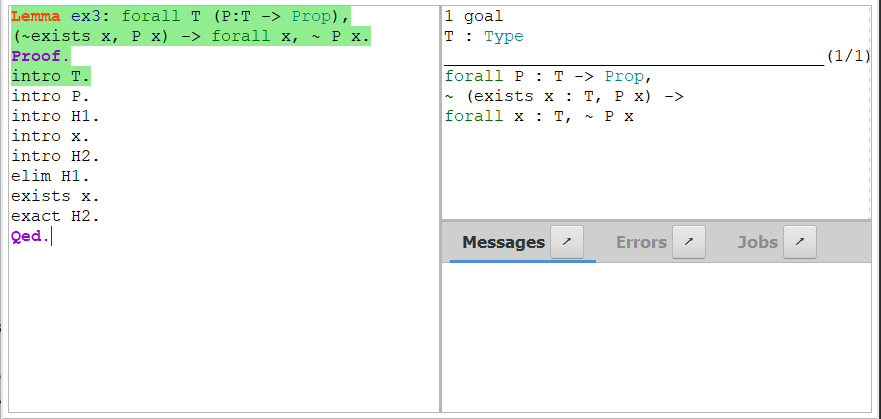 Lemma ex3: forall T (P:T -> Prop),
(~exists x, P x) -> forall x, ~ P x.
Proof.
intro T.
intro P.
intro H1.
intro x.
intro H2.
elim H1.
exists x.
exact H2.
Qed.
1 goal
T : Type
(1/1)
forall P : T -> Prop,
~ (exists x : T, P x) ->
forall x : T, ~ P x
Messages Errors Jobs